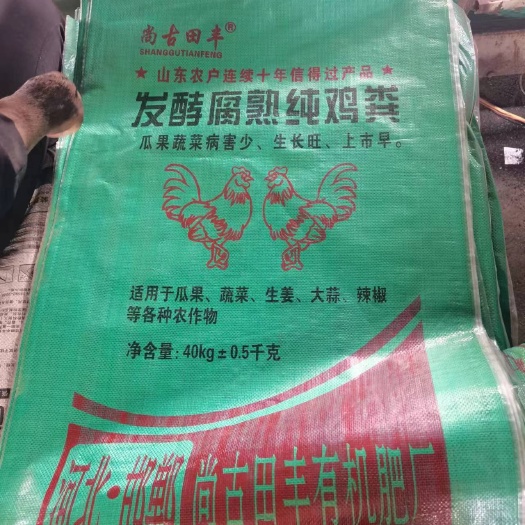 尚古田丰®
SHANGGUTIANFENG
★ 山东农户连续十年信得过产品 ★
发酵腐熟纯鸡粪
瓜果蔬菜病害少、生长旺、上市早。
适用于瓜果、蔬菜、生姜、大蒜、辣椒
等各种农作物
净含量: 40kg±0.5千克
河北·邯郸 尚古田丰有机肥厂